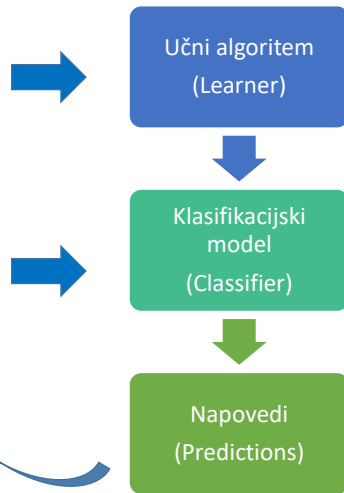 Učni algoritem
(Learner)
Klasifikacijski
model
(Classifier)
Napovedi
(Predictions)